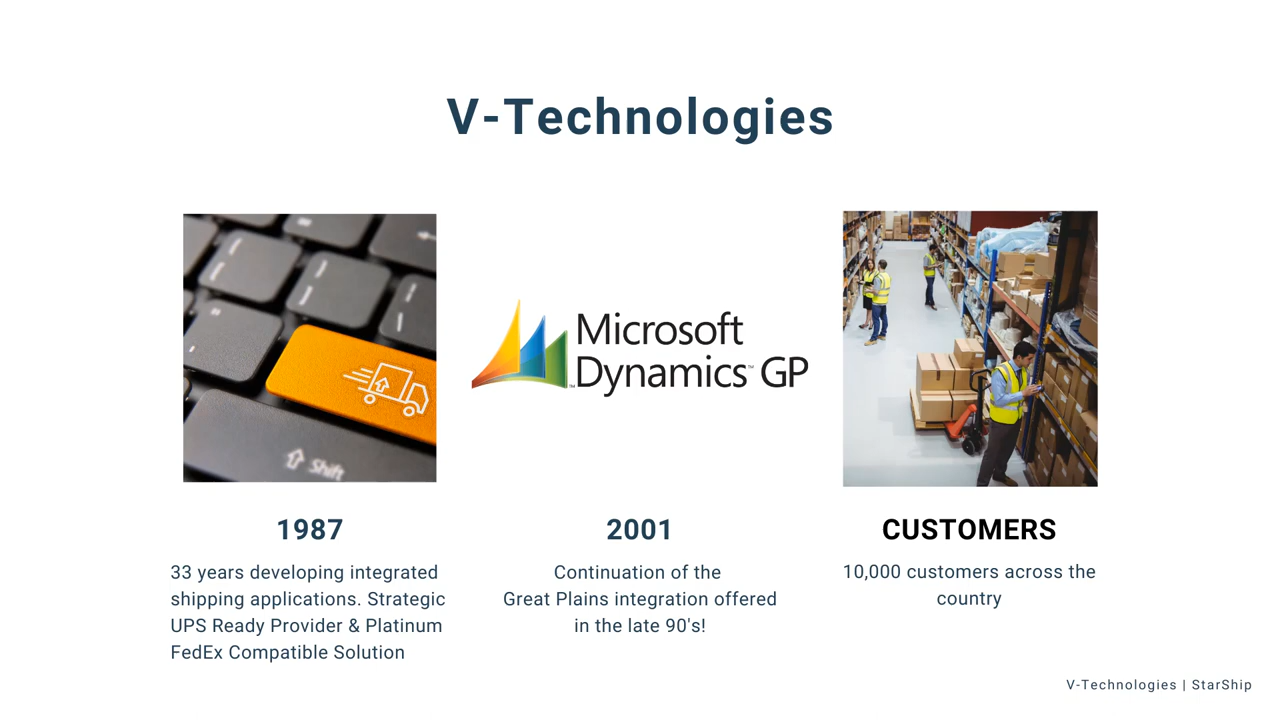 V-Technologies
Shift
Microsoft
Dynamics™ GP
1987
33 years developing integrated
shipping applications. Strategic
UPS Ready Provider & Platinum
FedEx Compatible Solution
2001
Continuation of the
Great Plains integration offered
in the late 90's!
CUSTOMERS
10,000 customers across the
country
V-Technologies | StarShip